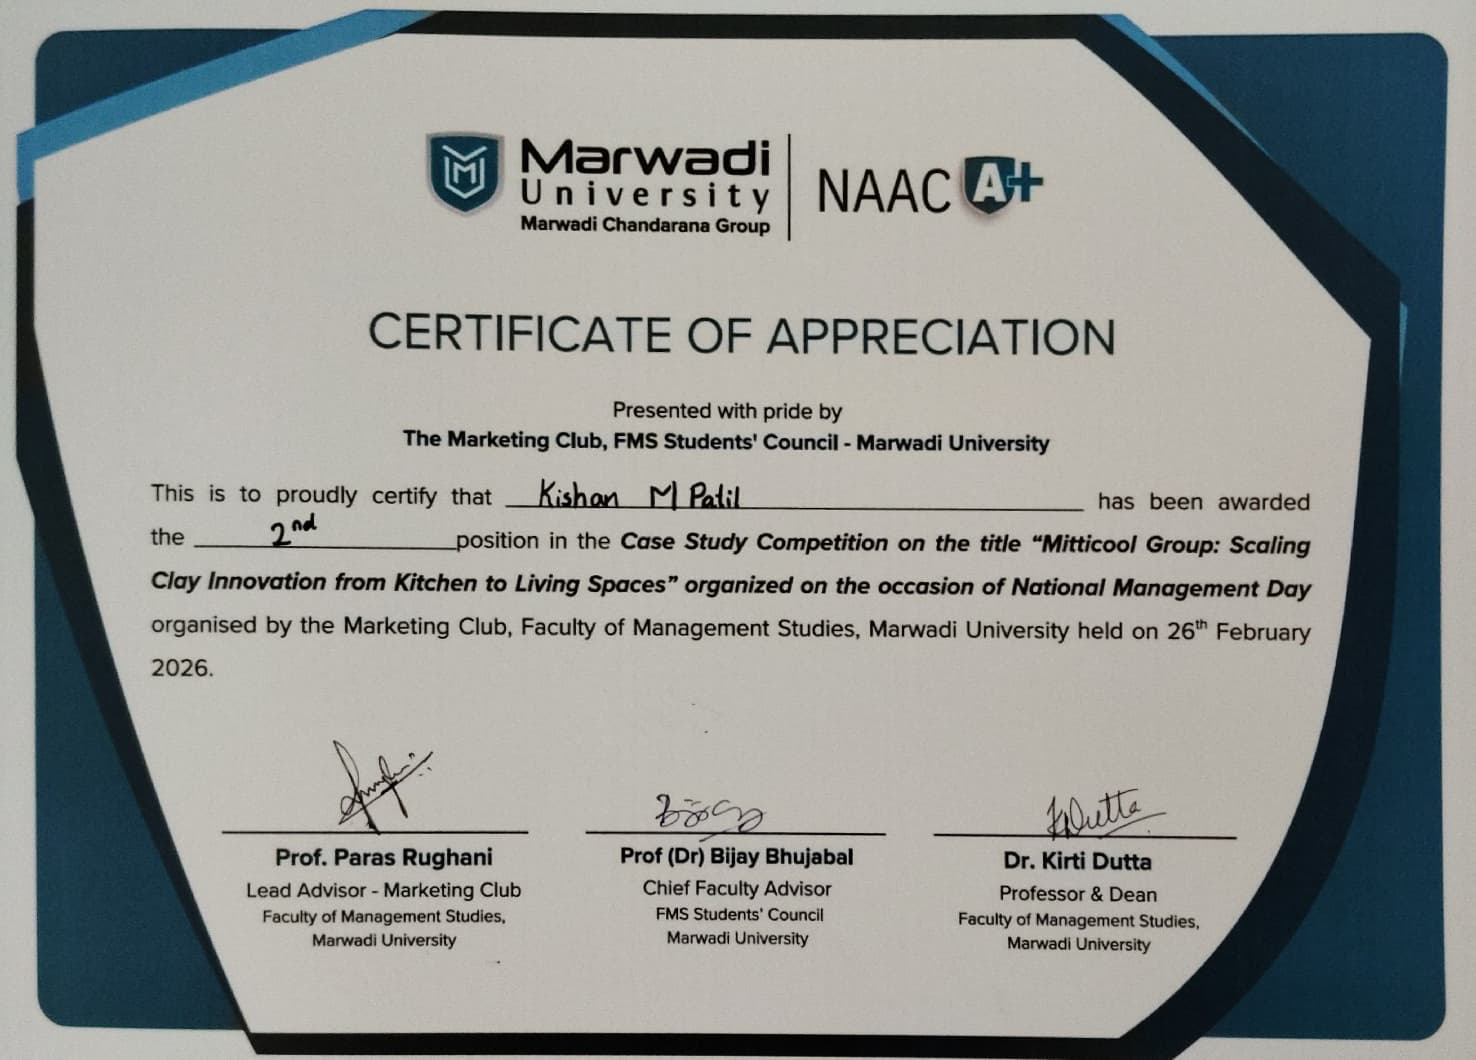 Marwadi
University
Marwadi Chandarana Group
NAAC A+
CERTIFICATE OF APPRECIATION
Presented with pride by
The Marketing Club, FMS Students' Council - Marwadi University
This is to proudly certify that Kishan M Patil has been awarded
the 2nd position in the Case Study Competition on the title “Mitticool Group: Scaling
Clay Innovation from Kitchen to Living Spaces” organized on the occasion of National Management Day
organised by the Marketing Club, Faculty of Management Studies, Marwadi University held on 26th February
2026.
KDutta
Prof. Paras Rughani
Lead Advisor - Marketing Club
Faculty of Management Studies,
Marwadi University
Prof (Dr) Bijay Bhujabal
Chief Faculty Advisor
FMS Students' Council
Marwadi University
Dr. Kirti Dutta
Professor & Dean
Faculty of Management Studies,
Marwadi University